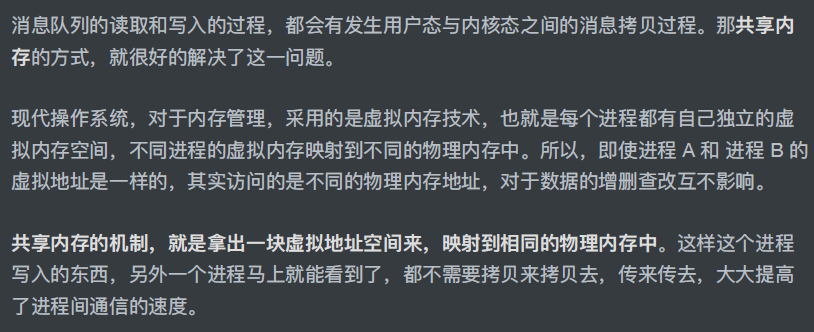 消息队列的读取和写入的过程，都会有发生用户态与内核态之间的消息拷贝过程。那共享内
存的方式，就很好的解决了这一问题。
现代操作系统，对于内存管理，采用的是虚拟内存技术，也就是每个进程都有自己独立的虚
拟内存空间，不同进程的虚拟内存映射到不同的物理内存中。所以，即使进程 A 和 进程 B 的
虚拟地址是一样的，其实访问的是不同的物理内存地址，对于数据的增删查改互不影响。
共享内存的机制，就是拿出一块虚拟地址空间来，映射到相同的物理内存中。这样这个进程
写入的东西，另外一个进程马上就能看到了，都不需要拷贝来拷贝去，传来传去，大大提高
了进程间通信的速度。